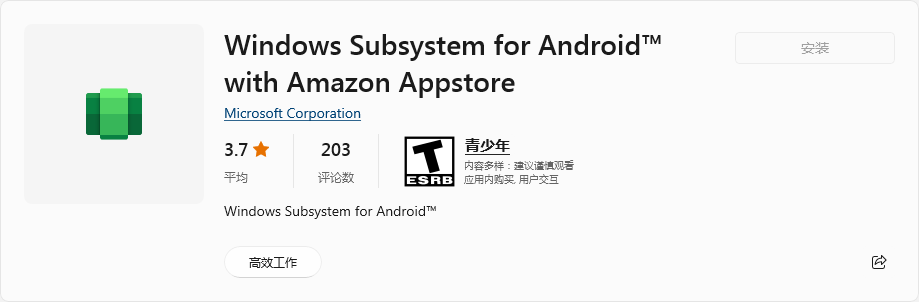 Windows Subsystem for Android™
with Amazon Appstore
安装
Microsoft Corporation
3.7
平均
203
评论数
T
ESRB
青少年
内容多样：建议谨慎观看
应用内购买, 用户交互
Windows Subsystem for Android™
高效工作